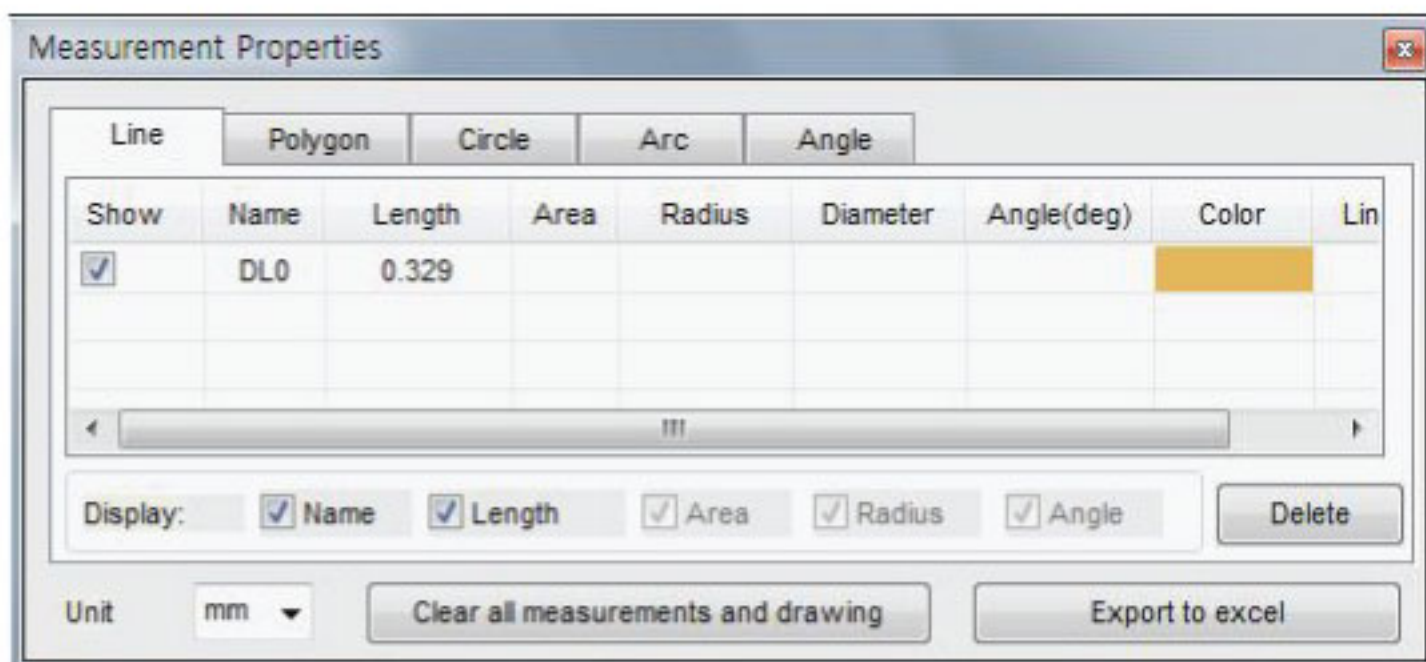 Measurement Properties
Line Polygon Circle Arc Angle
Show Name Length Area Radius Diameter Angle(deg) Color Lin
DL0 0.329
Display: Name Length Area Radius Angle Delete
Unit mm Clear all measurements and drawing Export to excel